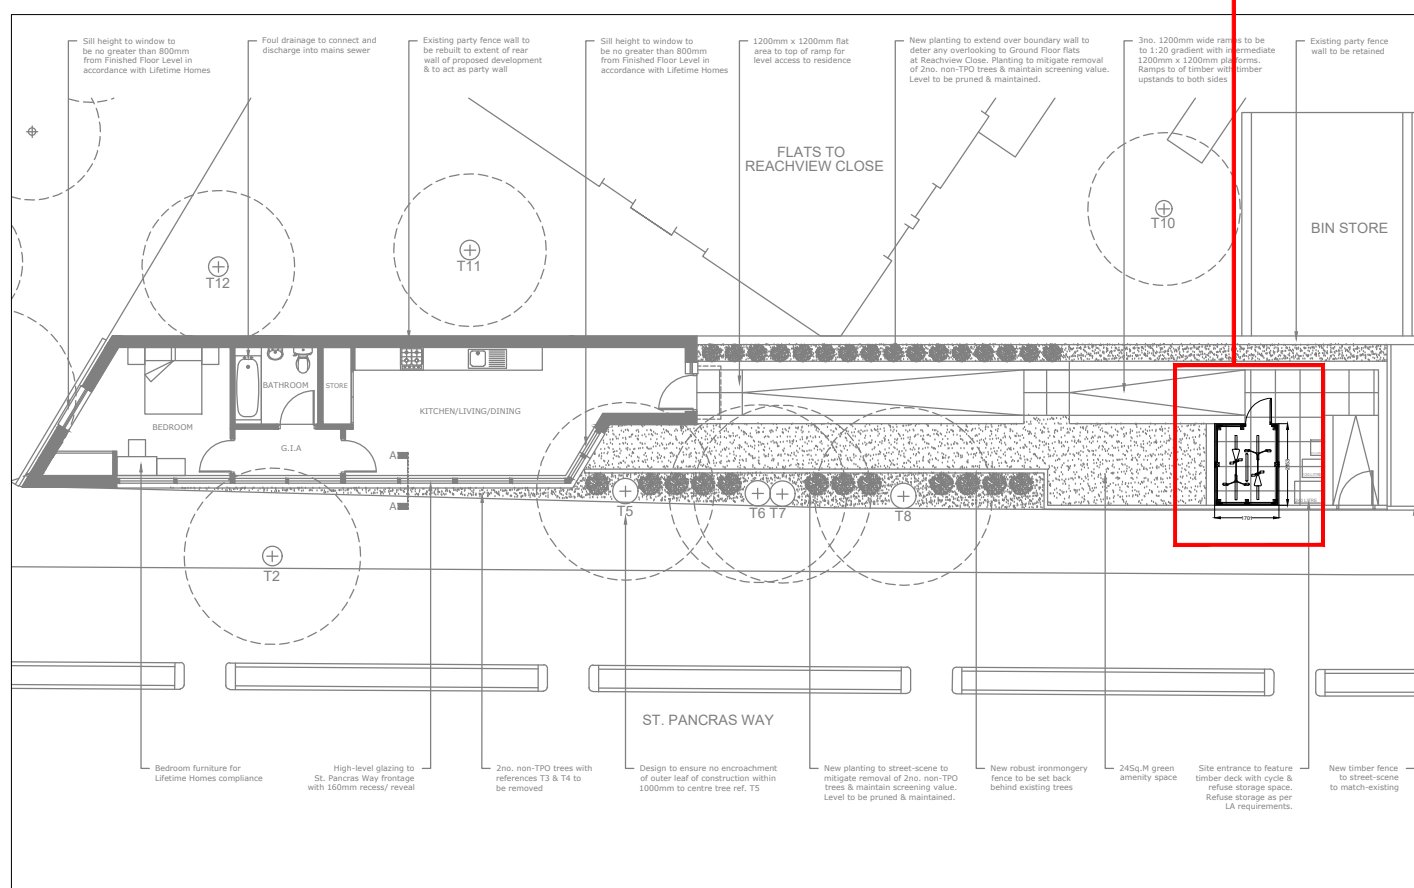 Sill height to window to
be no greater than 800mm
from Finished Floor Level in
accordance with Lifetime Homes
Foul drainage to connect and
discharge into mains sewer
Existing party fence wall to
be rebuilt to extent of rear
wall of proposed development
& to act as party wall
Sill height to window to
be no greater than 800mm
from Finished Floor Level in
accordance with Lifetime Homes
1200mm x 1200mm flat
area to top of ramp for
level access to residence
New planting to extend over boundary wall to
deter any overlooking to Ground Floor flats
at Reachview Close. Planting to mitigate removal
of 2no. non-TPO trees & maintain screening value.
Level to be pruned & maintained.
3no. 1200mm wide ramps to be
to 1:20 gradient with intermediate
1200mm x 1200mm platforms.
Ramps to of timber with timber
upstands to both sides
Existing party fence
wall to be retained
FLATS TO
REACHVIEW CLOSE
T10
BIN STORE
T11
T12
BATHROOM
STORE
KITCHEN/LIVING/DINING
BEDROOM
G.I.A
A
A
T5
T6 T7
T8
T2
ST. PANCRAS WAY
Bedroom furniture for
Lifetime Homes compliance
High-level glazing to
St. Pancras Way frontage
with 160mm recess/ reveal
2no. non-TPO trees with
references T3 & T4 to
be removed
Design to ensure no encroachment
of outer leaf of construction within
1000mm to centre tree ref. T5
New planting to street-scene to
mitigate removal of 2no. non-TPO
trees & maintain screening value.
Level to be pruned & maintained.
New robust ironmongery
fence to be set back
behind existing trees
24Sq.M green
amenity space
Site entrance to feature
timber deck with cycle &
refuse storage space.
Refuse storage as per
LA requirements.
New timber fence
to street-scene
to match-existing